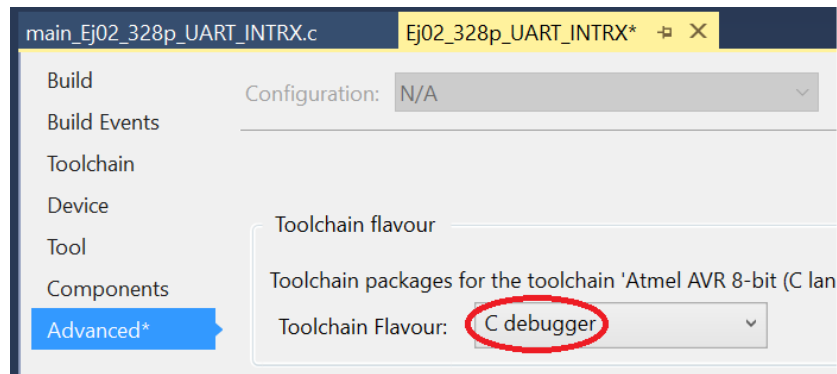 main_Ej02_328p_UART_INTRX.c Ej02_328p_UART_INTRX*
Build
Configuration: N/A
Build Events
Toolchain
Device
Toolchain flavour
Tool
Components
Toolchain packages for the toolchain 'Atmel AVR 8-bit (C lan
Advanced*
Toolchain Flavour: C debugger